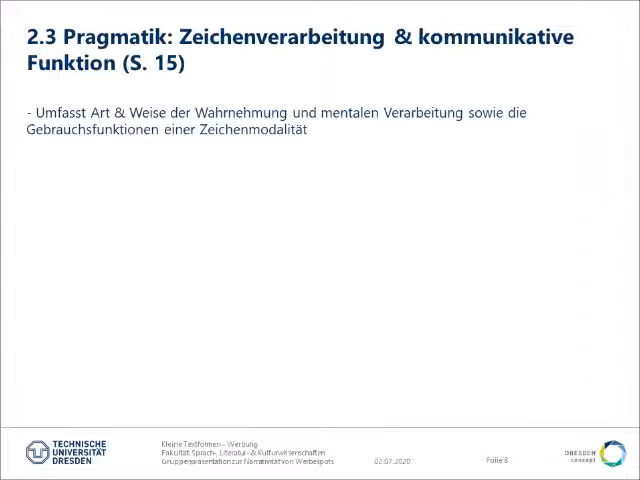 2.3 Pragmatik: Zeichenverarbeitung & kommunikative
Funktion (S. 15)
- Umfasst Art & Weise der Wahrnehmung und mentalen Verarbeitung sowie die
Gebrauchsfunktionen einer Zeichenmodalität
TECHNISCHE
UNIVERSITÄT
DRESDEN
Kleine Textformen – Werbung
Fakultät Sprach-, Literatur- & Kulturwissenschaften
Gruppenpräsentation zur Narrativität von Werbespots
02.07.2020
Folie 8
DRESDEN
concept